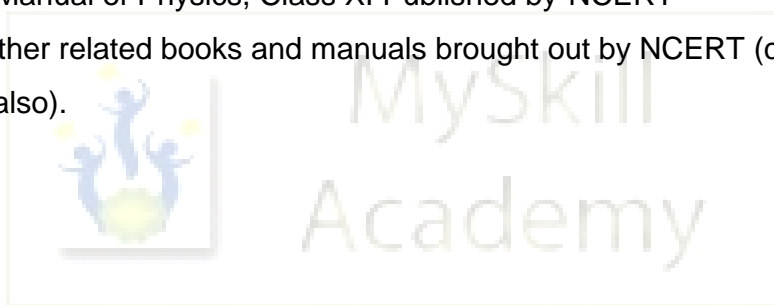 Manual of Physics, Class XI Published by NCERT
ther related books and manuals brought out by NCERT (
also).
MySkill
Academy